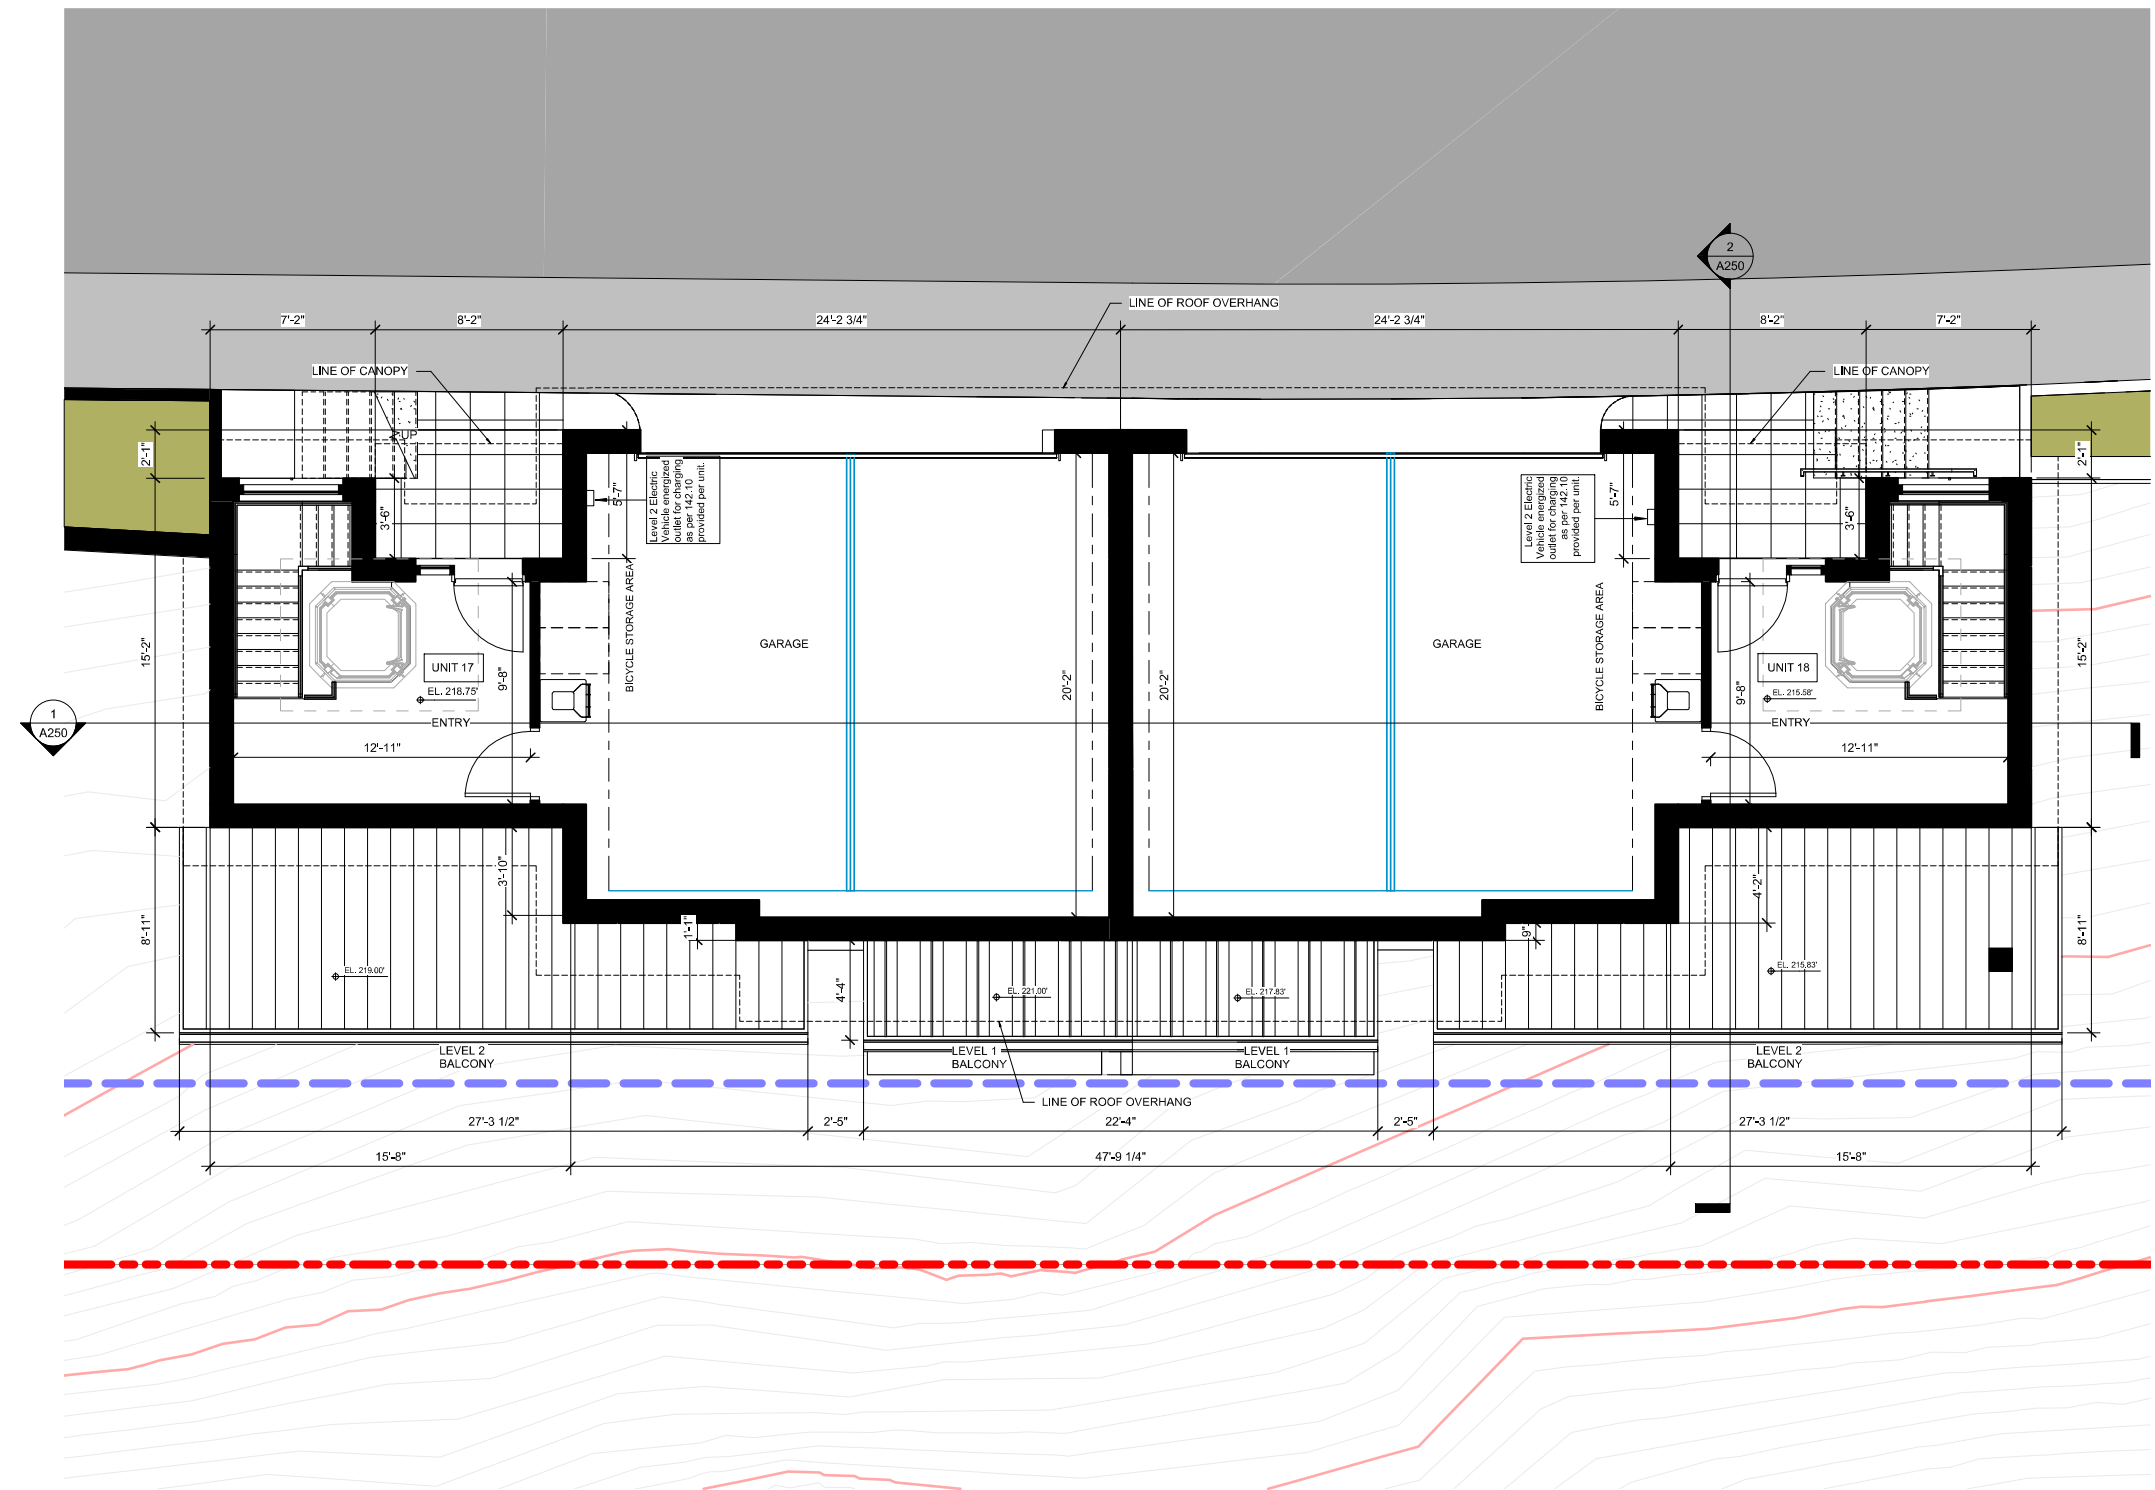 2
A250
LINE OF ROOF OVERHANG
7'-2"
8'-2"
24'-2 3/4"
24'-2 3/4"
8'-2"
7'-2"
LINE OF CANOPY
LINE OF CANOPY
UP
2'-1"
3'-6"
5'-7"
Level 2 Electric
Vehicle energized
outlet for charging
as per 142.10
provided per unit.
Level 2 Electric
Vehicle energized
outlet for charging
as per 142.10
provided per unit.
5'-7"
3'-6"
2'-1"
15'-2"
UNIT 17
EL. 218.75'
ENTRY
9'-8"
12'-11"
BICYCLE STORAGE AREA
GARAGE
20'-2"
20'-2"
GARAGE
BICYCLE STORAGE AREA
UNIT 18
EL. 215.58'
ENTRY
9'-8"
12'-11"
15'-2"
1
A250
8'-11"
3'-10"
1'-1"
4'-4"
9"
4'-2"
8'-11"
EL. 219.00'
EL. 221.00'
EL. 217.83'
EL. 215.83'
LEVEL 2
BALCONY
LEVEL 1
BALCONY
LEVEL 1
BALCONY
LEVEL 2
BALCONY
LINE OF ROOF OVERHANG
27'-3 1/2"
2'-5"
22'-4"
2'-5"
27'-3 1/2"
15'-8"
47'-9 1/4"
15'-8"